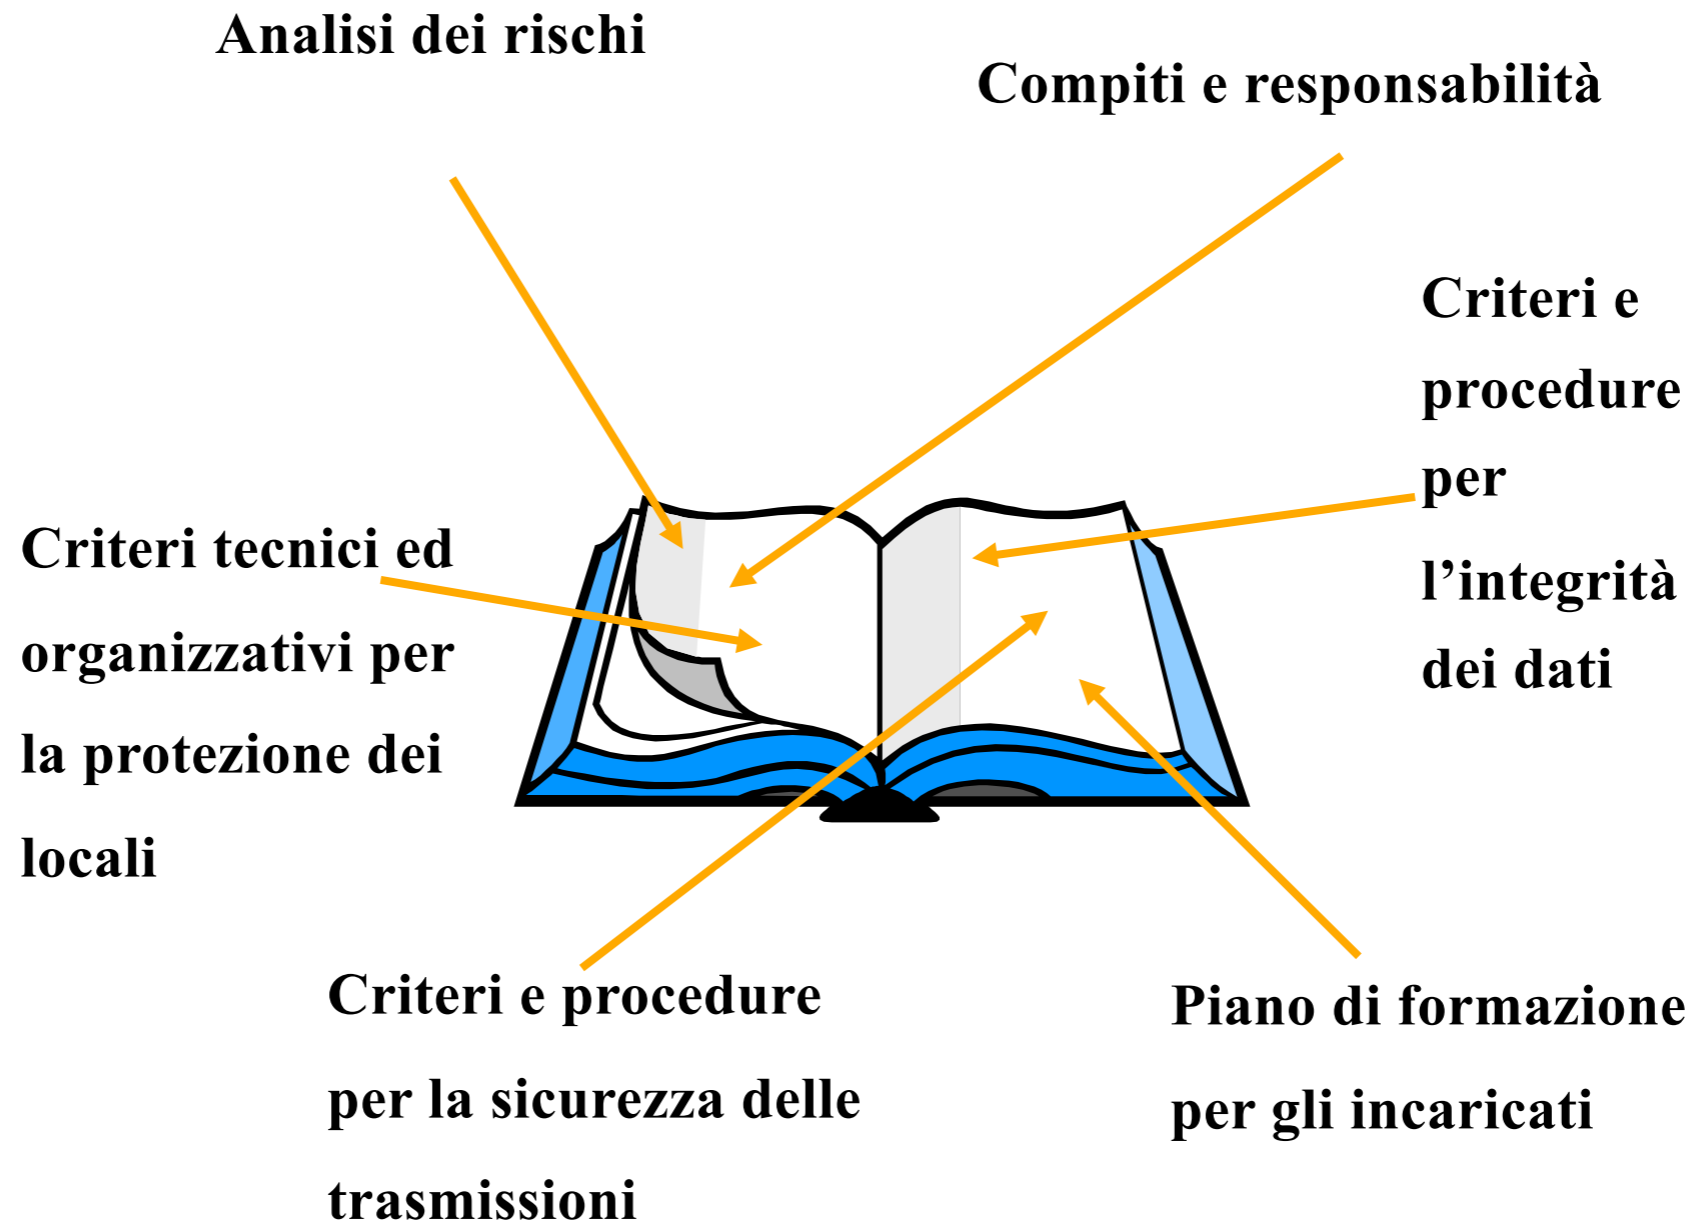 Analisi dei rischi
Compiti e responsabilità
Criteri e
procedure
per
l’integrità
dei dati
Criteri tecnici ed
organizzativi per
la protezione dei
locali
Criteri e procedure
per la sicurezza delle
trasmissioni
Piano di formazione
per gli incaricati